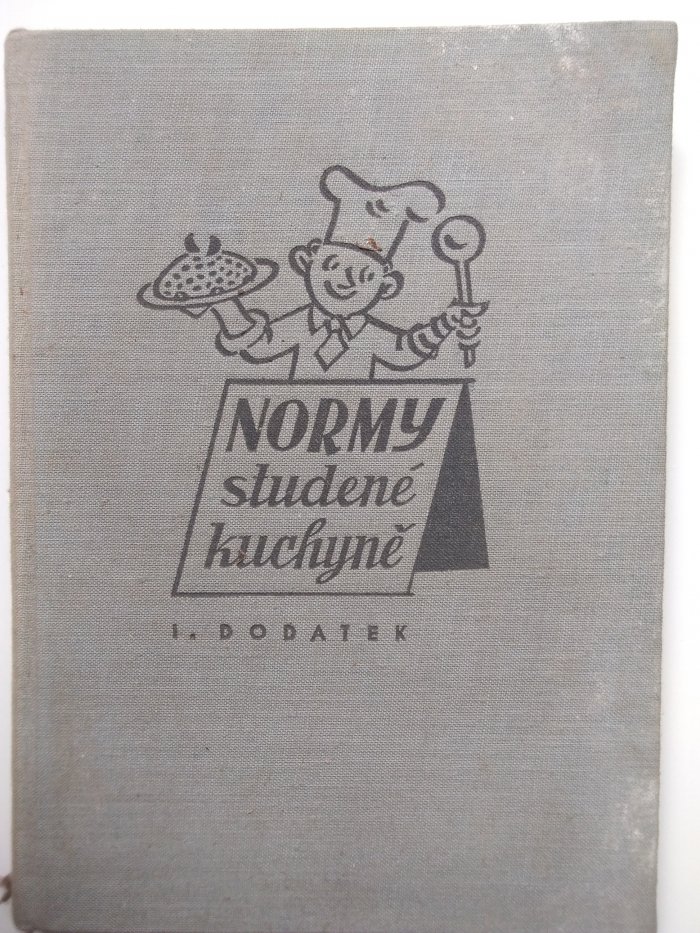 NORMY
studené
kuchyně
I. DODATEK